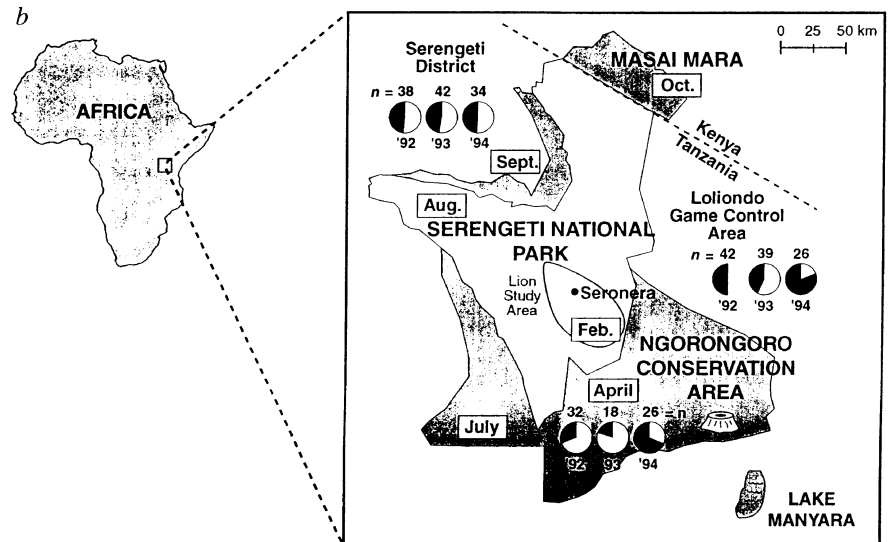 b
AFRICA
0 25 50 km
Serengeti
District
n = 38 42 34
'92 '93 '94
MASAI MARA
Oct.
Kenya
Tanzania
Sept.
Aug.
SERENGETI NATIONAL
PARK
Loliondo
Game Control
Area
n = 42 39 26
'92 '93 '94
Lion
Study
Area
Seronera
Feb.
NGORONGORO
CONSERVATION
AREA
April
32 18 26 = n
'92 '93 '94
July
LAKE
MANYARA